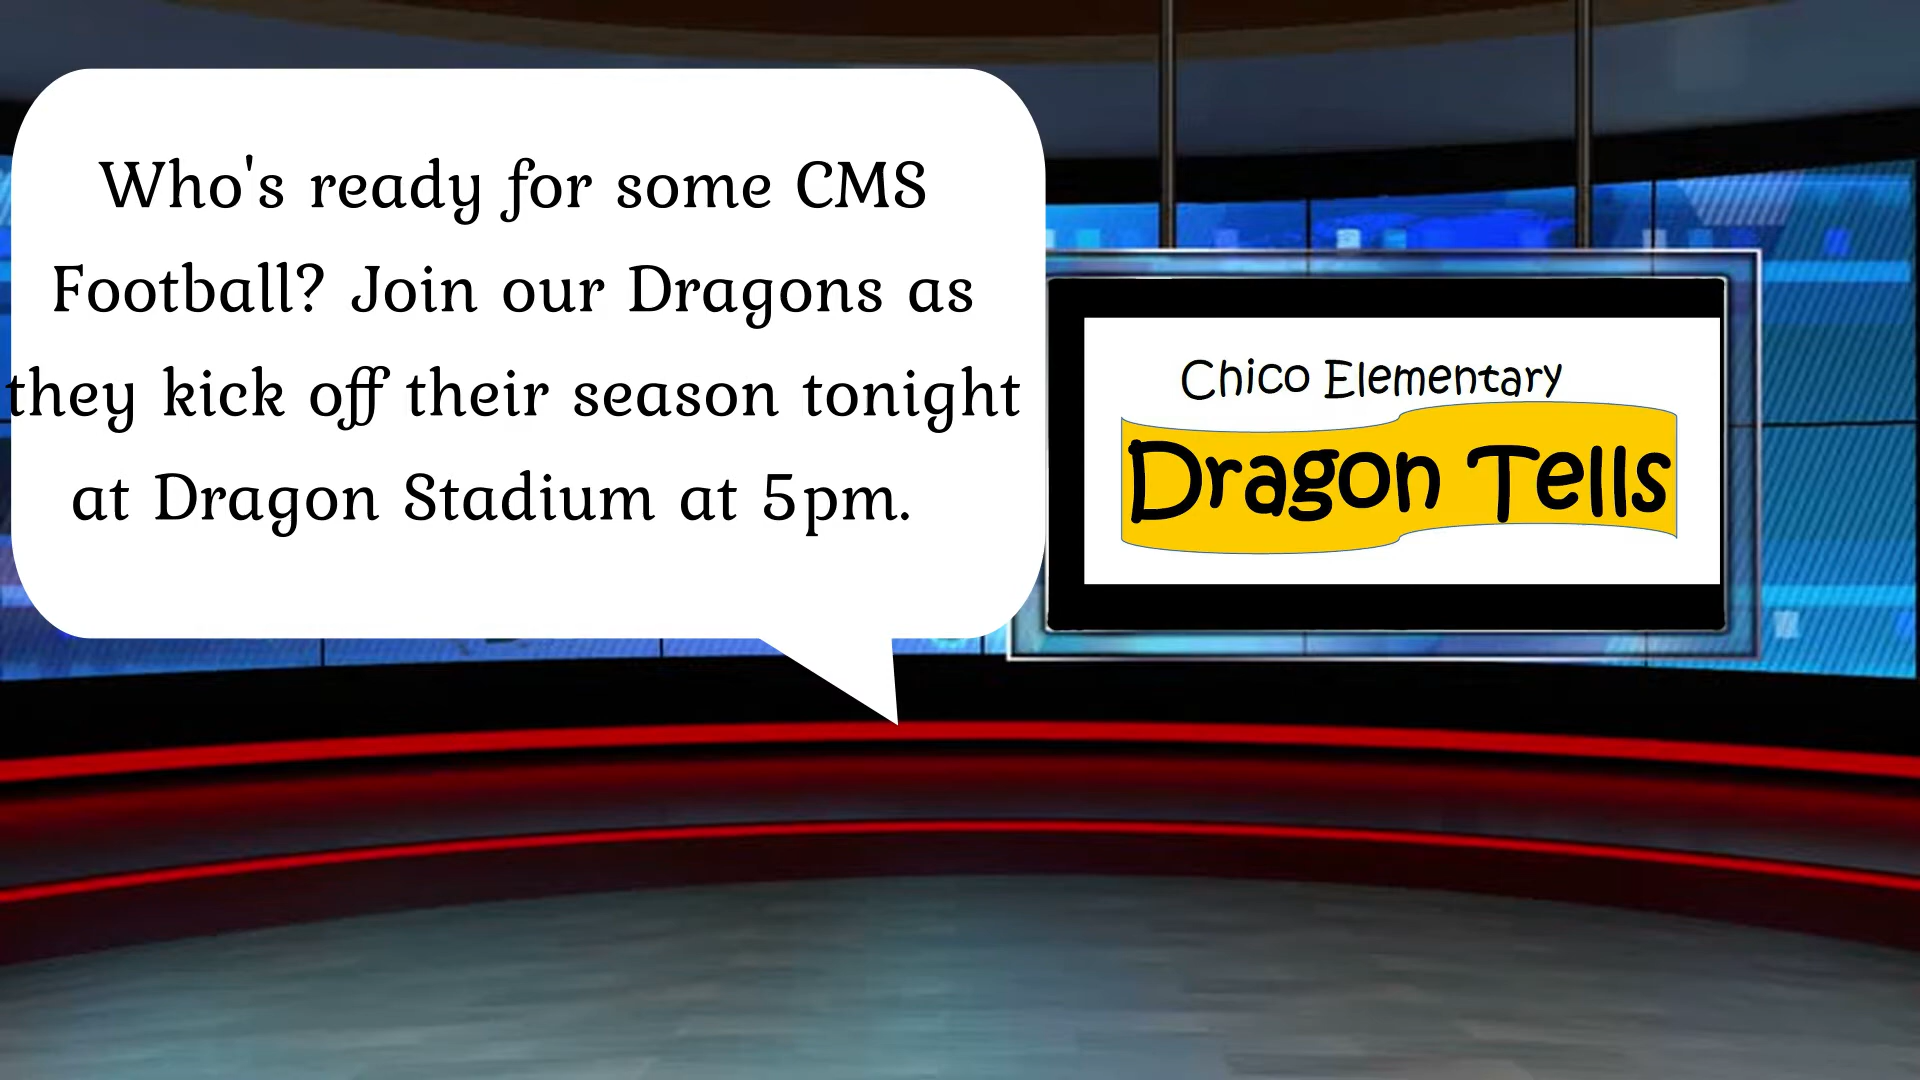 Who's ready for some CMS
Football? Join our Dragons as
they kick off their season tonight
at Dragon Stadium at 5pm.
Chico Elementary
Dragon Tells